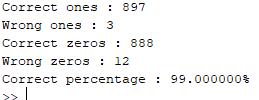 Correct ones : 897
Wrong ones : 3
Correct zeros : 888
Wrong zeros : 12
Correct percentage : 99.000000%
>>